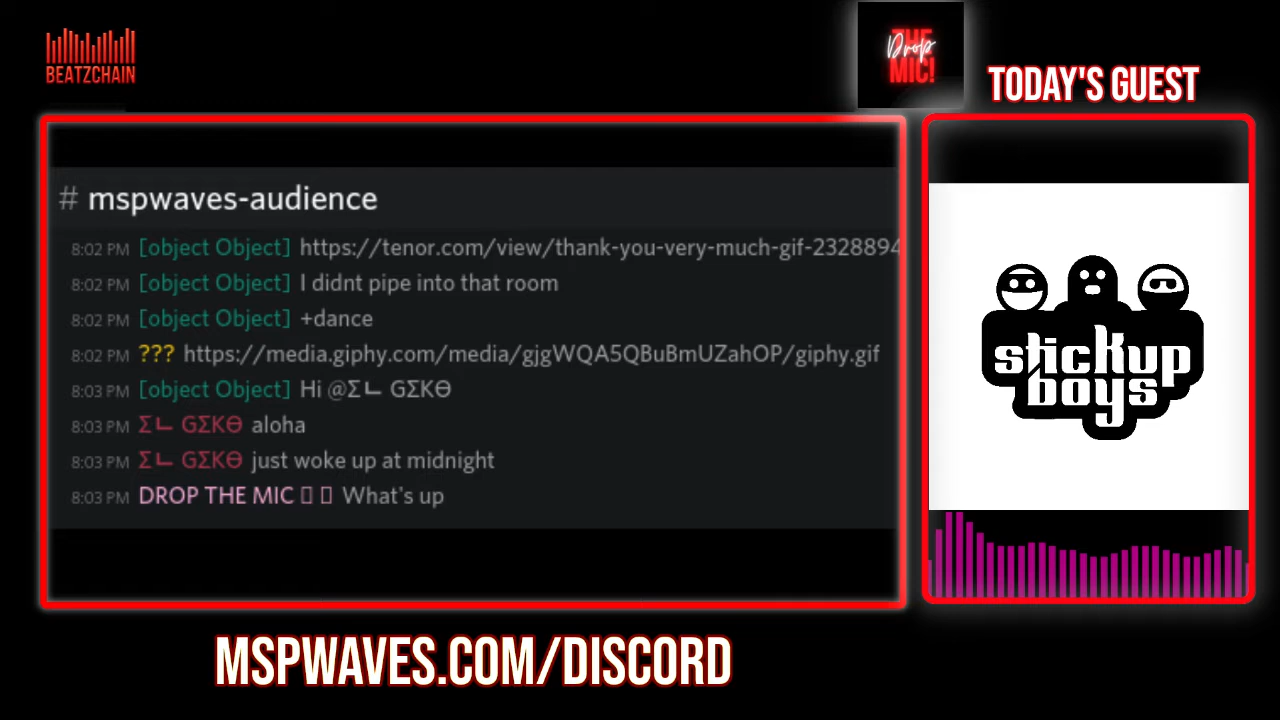 BEATZCHAIN
THE
Drop
MIC!
TODAY'S GUEST
# mspwaves-audience
8:02 PM [object Object] https://tenor.com/view/thank-you-very-much-gif-2328894
8:02 PM [object Object] I didnt pipe into that room
8:02 PM [object Object] +dance
8:02 PM ??? https://media.giphy.com/media/gjgWQA5QBuBmUZahOP/giphy.gif
8:03 PM [object Object] Hi @Σㄴ GΣKΘ
8:03 PM Σㄴ GΣKΘ aloha
8:03 PM Σㄴ GΣKΘ just woke up at midnight
8:03 PM DROP THE MIC ▯ ▯ What's up
stickup
boys
MSPWAVES.COM/DISCORD